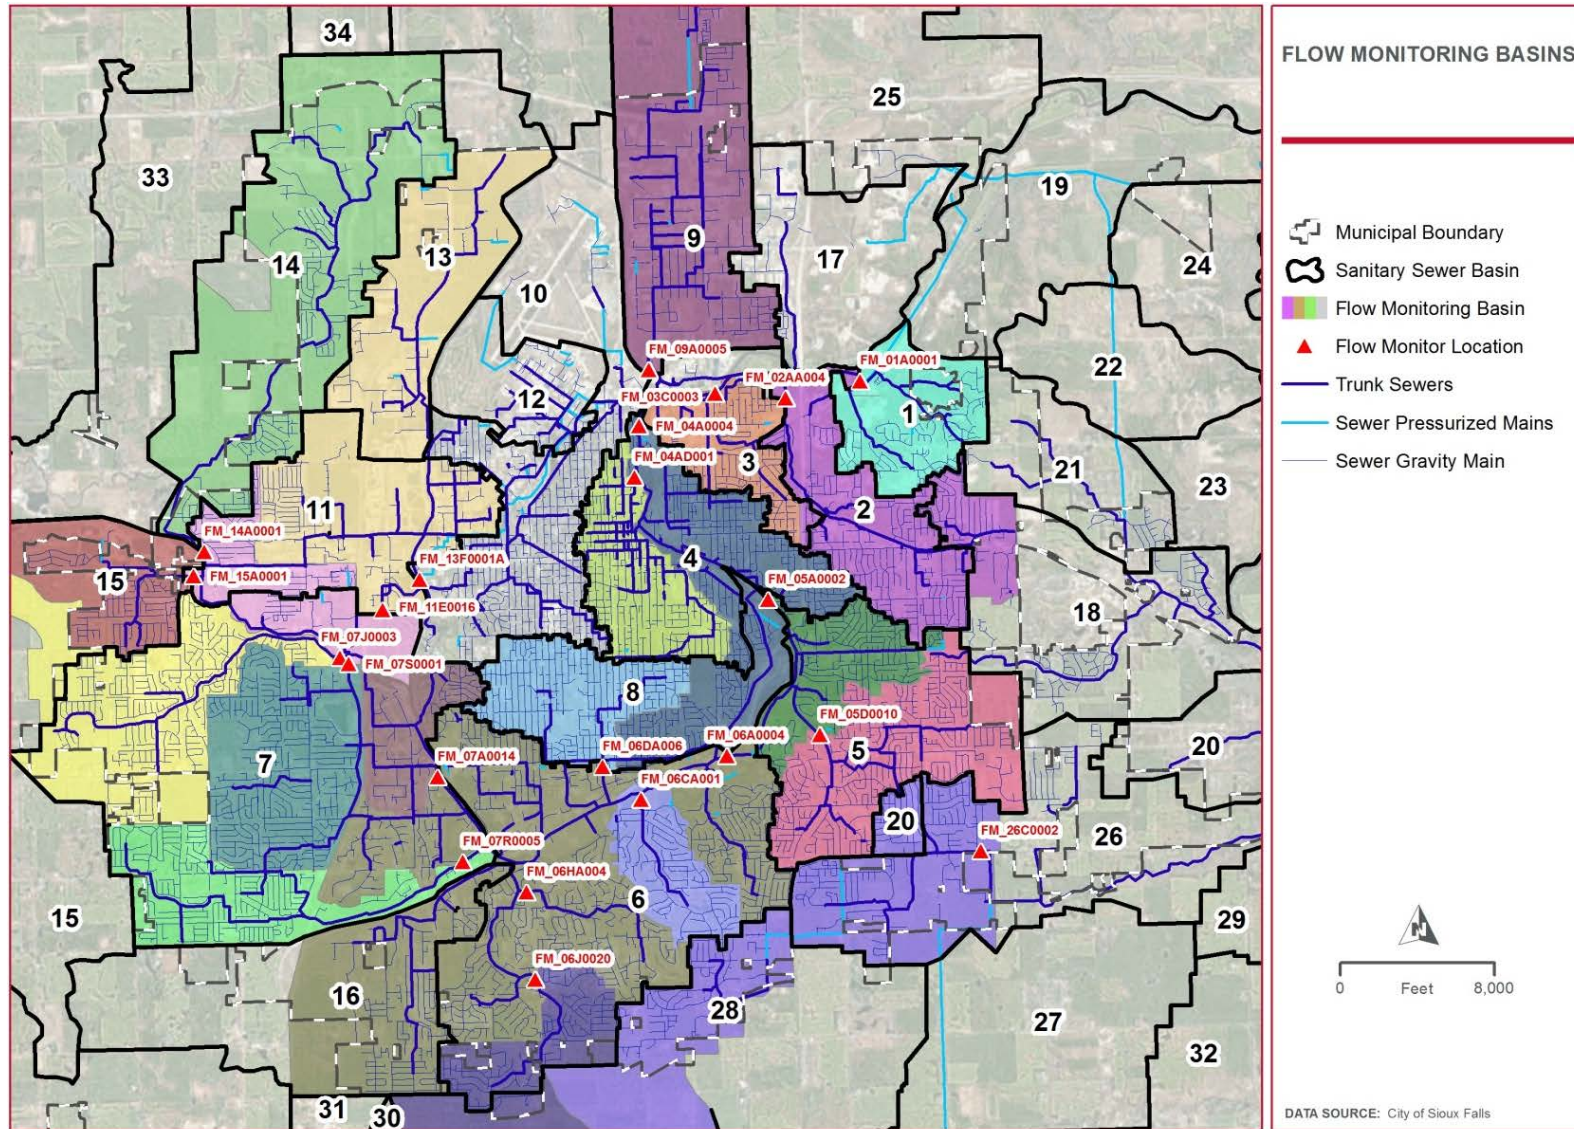 34
25
33
19
9
24
14
13
17
10
22
FM_09A0005
FM_01A0001
FM_02AA004
FM_03C0003
12
1
FM_04A0004
FM_04AD001
3
21
23
11
2
FM_14A0001
4
15
FM_15A0001
FM_13F0001A
FM_05A0002
FM_11E0016
18
FM_07J0003
FM_07S0001
8
FM_05D0010
7
FM_06A0004
5
20
FM_06DA006
FM_07A0014
FM_06CA001
20
FM_26C0002
26
FM_07R0005
FM_06HA004
6
15
29
FM_06J0020
16
28
27
32
31
30
FLOW MONITORING BASINS
Municipal Boundary
Sanitary Sewer Basin
Flow Monitoring Basin
Flow Monitor Location
Trunk Sewers
Sewer Pressurized Mains
Sewer Gravity Main
N
0 Feet 8,000
DATA SOURCE: City of Sioux Falls